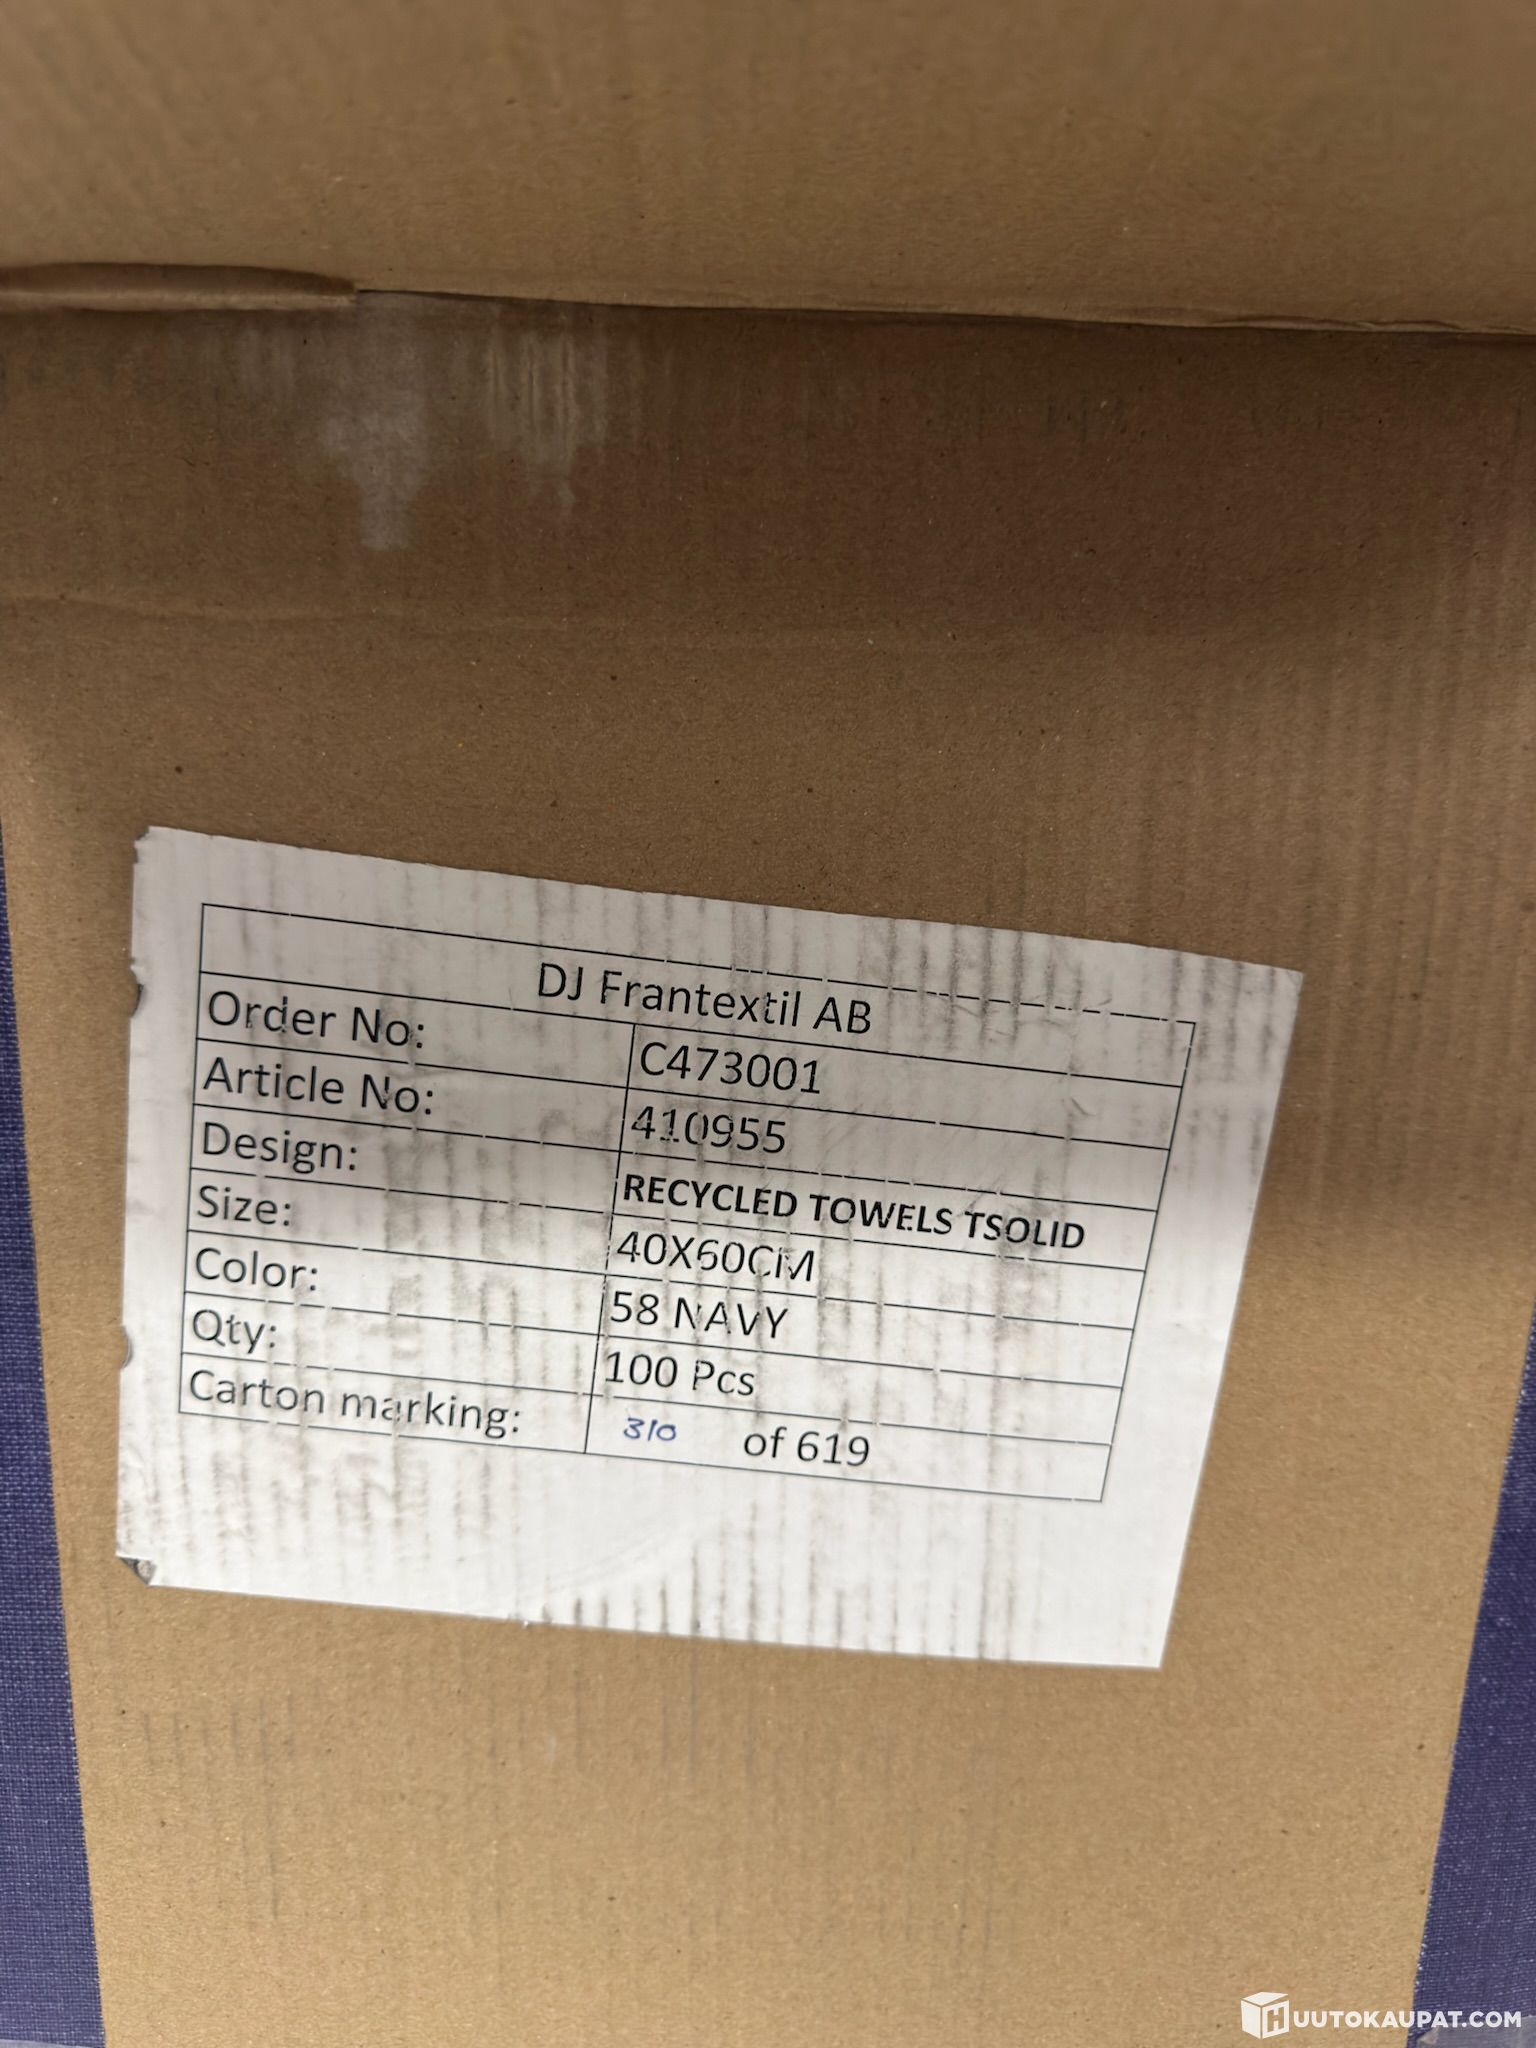 DJ Frantextil AB
Order No: C473001
Article No: 410955
Design: RECYCLED TOWELS TSOLID
Size: 40X60CM
Color: 58 NAVY
Qty: 100 Pcs
Carton marking: 310 of 619
HUUTOKAUPAT.COM